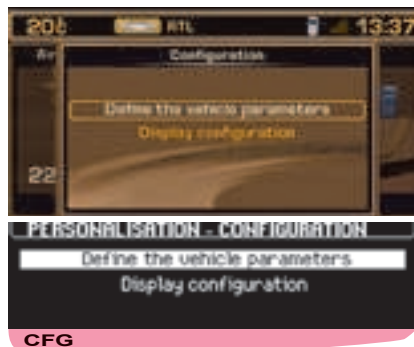 RTL 13:37
Configuration
Define the vehicle parameters
Display configuration
22
PERSONALISATION - CONFIGURATION
Define the vehicle parameters
Display configuration
CFG